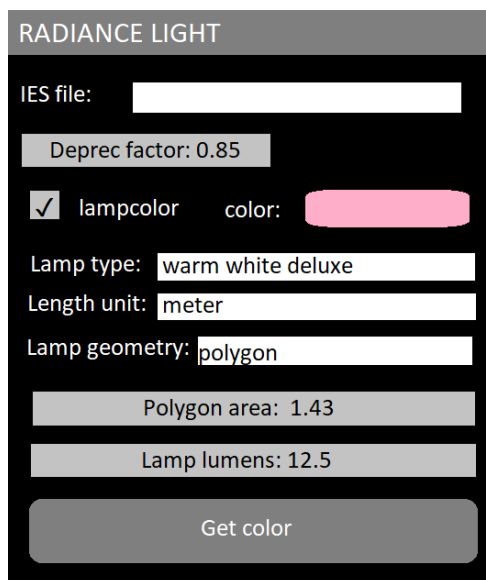 RADIANCE LIGHT
IES file:
Deprec factor: 0.85
✓ lampcolor color:
Lamp type: warm white deluxe
Length unit: meter
Lamp geometry: polygon
Polygon area: 1.43
Lamp lumens: 12.5
Get color